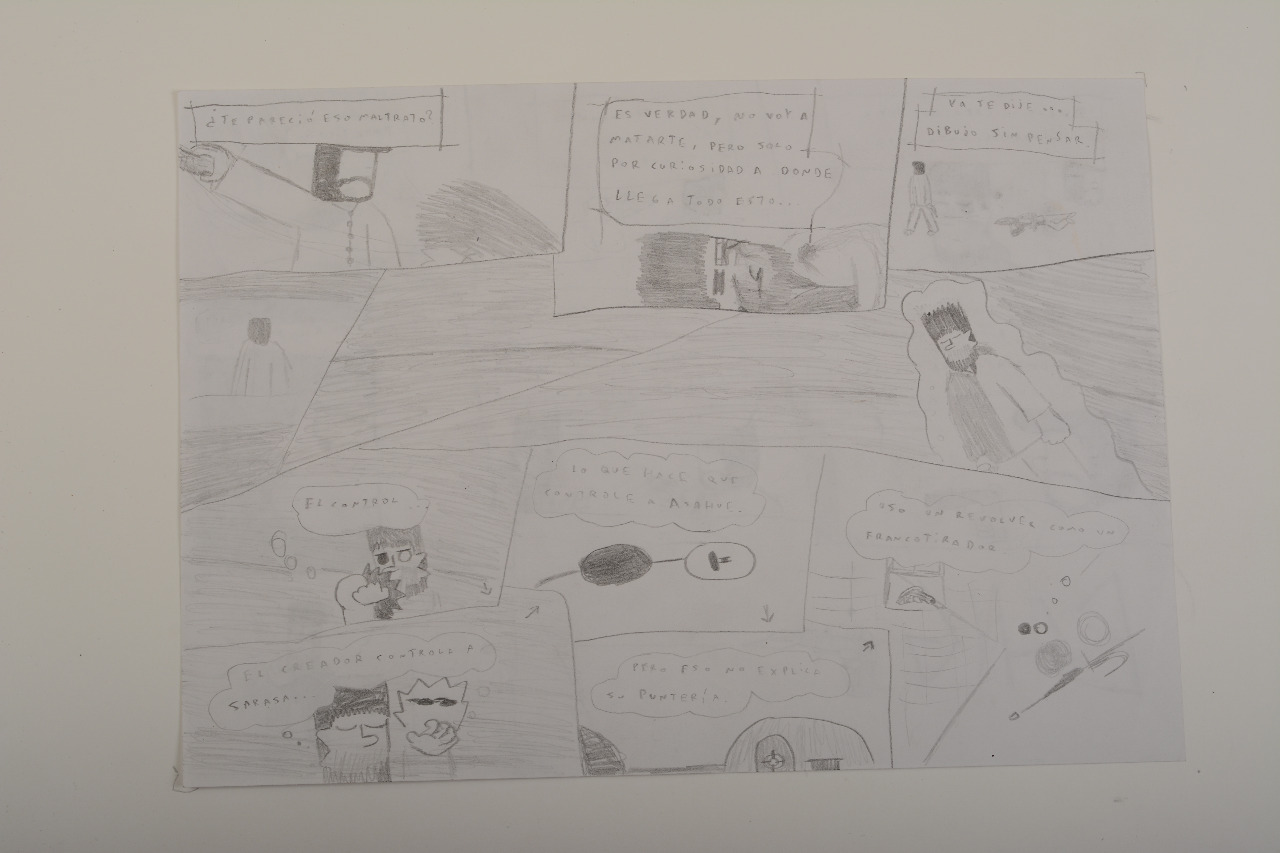 ¿TE PARECIÓ ESO MALTRATO?
ES VERDAD, NO VOY A
MATARTE, PERO SOLO
POR CURIOSIDAD A DONDE
LLEGA TODO ESTO...
YA TE DIJE ...
DIBUJO SIN PENSAR.
EL CONTROL ...
LO QUE HACE QUE
CONTROLE A
USO UN REVOLVER COMO UN
FRANCOTIRADOR
EL CREADOR CONTROLA A
SAPASA...
PERO ESO NO EXPLICA
SU PUNTERÍA.